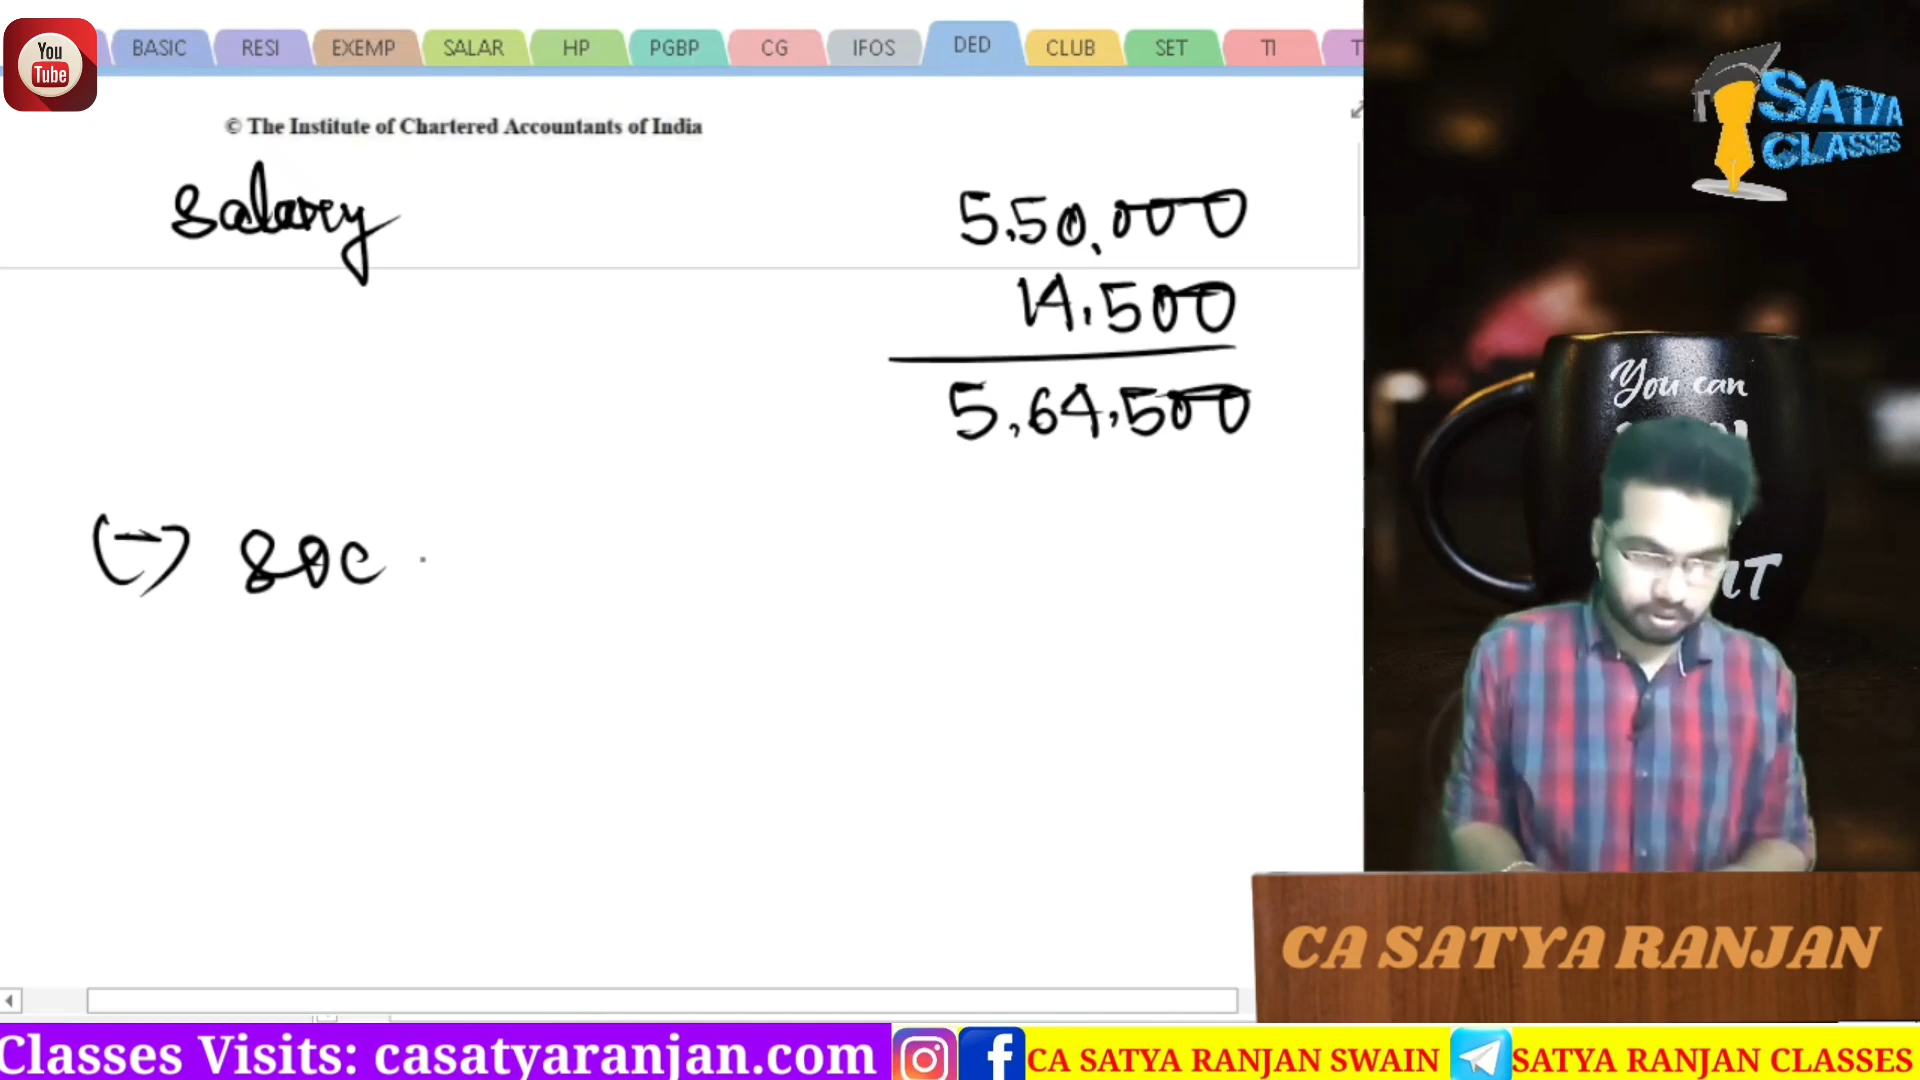 You
Tube
BASIC RESI EXEMP SALAR HP PGBP CG IFOS DED CLUB SET TI T
© The Institute of Chartered Accountants of India
Salary 5,50,000
14,500
5,64,500
(-) 80C
SATYA
CLASSES
You can
CA SATYA RANJAN
Classes Visits: casatyaranjan.com
CA SATYA RANJAN SWAIN
SATYA RANJAN CLASSES